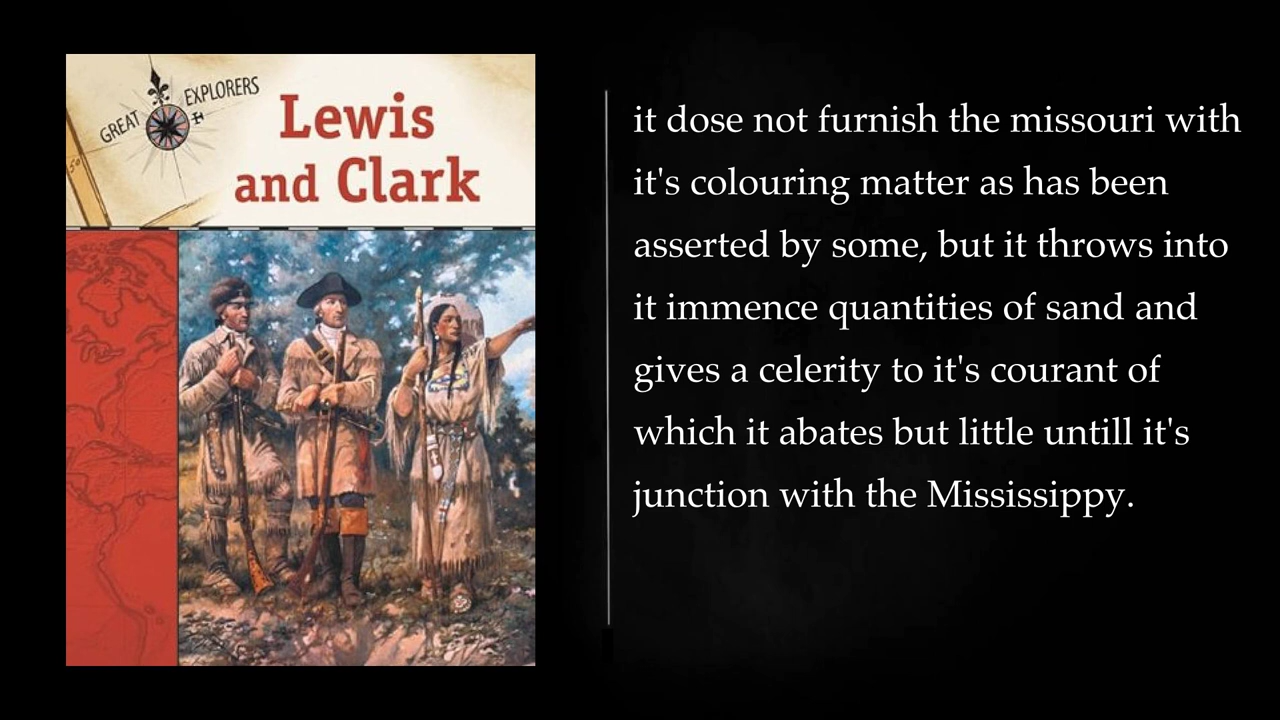 GREAT EXPLORERS
Lewis
and Clark
50
it dose not furnish the missouri with
it's colouring matter as has been
asserted by some, but it throws into
it immence quantities of sand and
gives a celerity to it's courant of
which it abates but little untill it's
junction with the Mississippy.